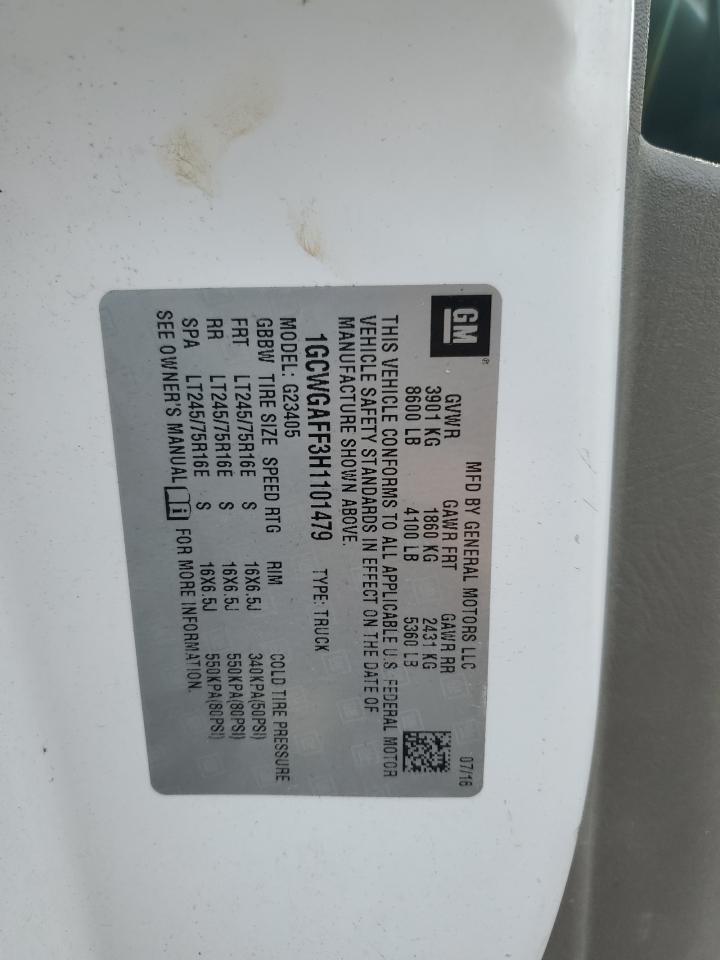 GM®
MFD BY GENERAL MOTORS LLC 07/16
GVWR GAWR FRT GAWR RR
3901 KG 1860 KG 2431 KG
8600 LB 4100 LB 5360 LB
THIS VEHICLE CONFORMS TO ALL APPLICABLE U.S. FEDERAL MOTOR
VEHICLE SAFETY STANDARDS IN EFFECT ON THE DATE OF
MANUFACTURE SHOWN ABOVE.
1GCWGAFF3H1101479 TYPE: TRUCK
MODEL: G23405
GBBW TIRE SIZE SPEED RTG RIM COLD TIRE PRESSURE
FRT LT245/75R16E S 16X6.5J 340KPA(50PSI)
RR LT245/75R16E S 16X6.5J 550KPA(80PSI)
SPA LT245/75R16E S 16X6.5J 550KPA(80PSI)
SEE OWNER'S MANUAL i FOR MORE INFORMATION.